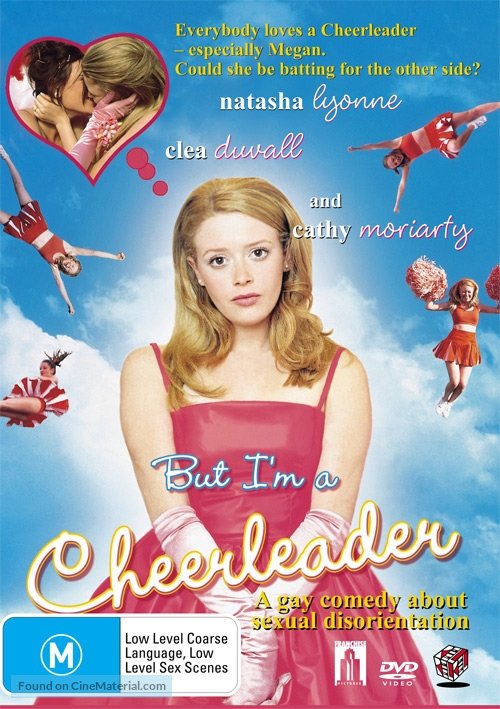 Everybody loves a Cheerleader
– especially Megan.
Could she be batting for the other side?
natasha lyonne
clea duvall
and
cathy moriarty
But I'm a
Cheerleader
A gay comedy about
sexual disorientation
M
Low Level Coarse
Language, Low
Level Sex Scenes
FRANCHISE
PICTURES
DVD
VIDEO
Found on CineMaterial.com